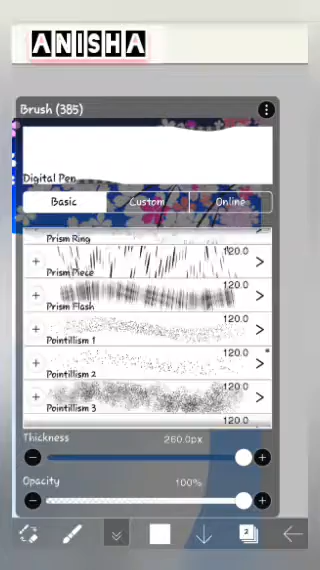 ANISHA
Brush (385)
Digital Pen
Basic Custom Online
120.0
Prism Ring
120.0
Prism Piece
120.0
Prism Flash
120.0
Pointillism 1
120.0
Pointillism 2
120.0
Pointillism 3
120.0
Thickness 260.0px
Opacity 100%
2